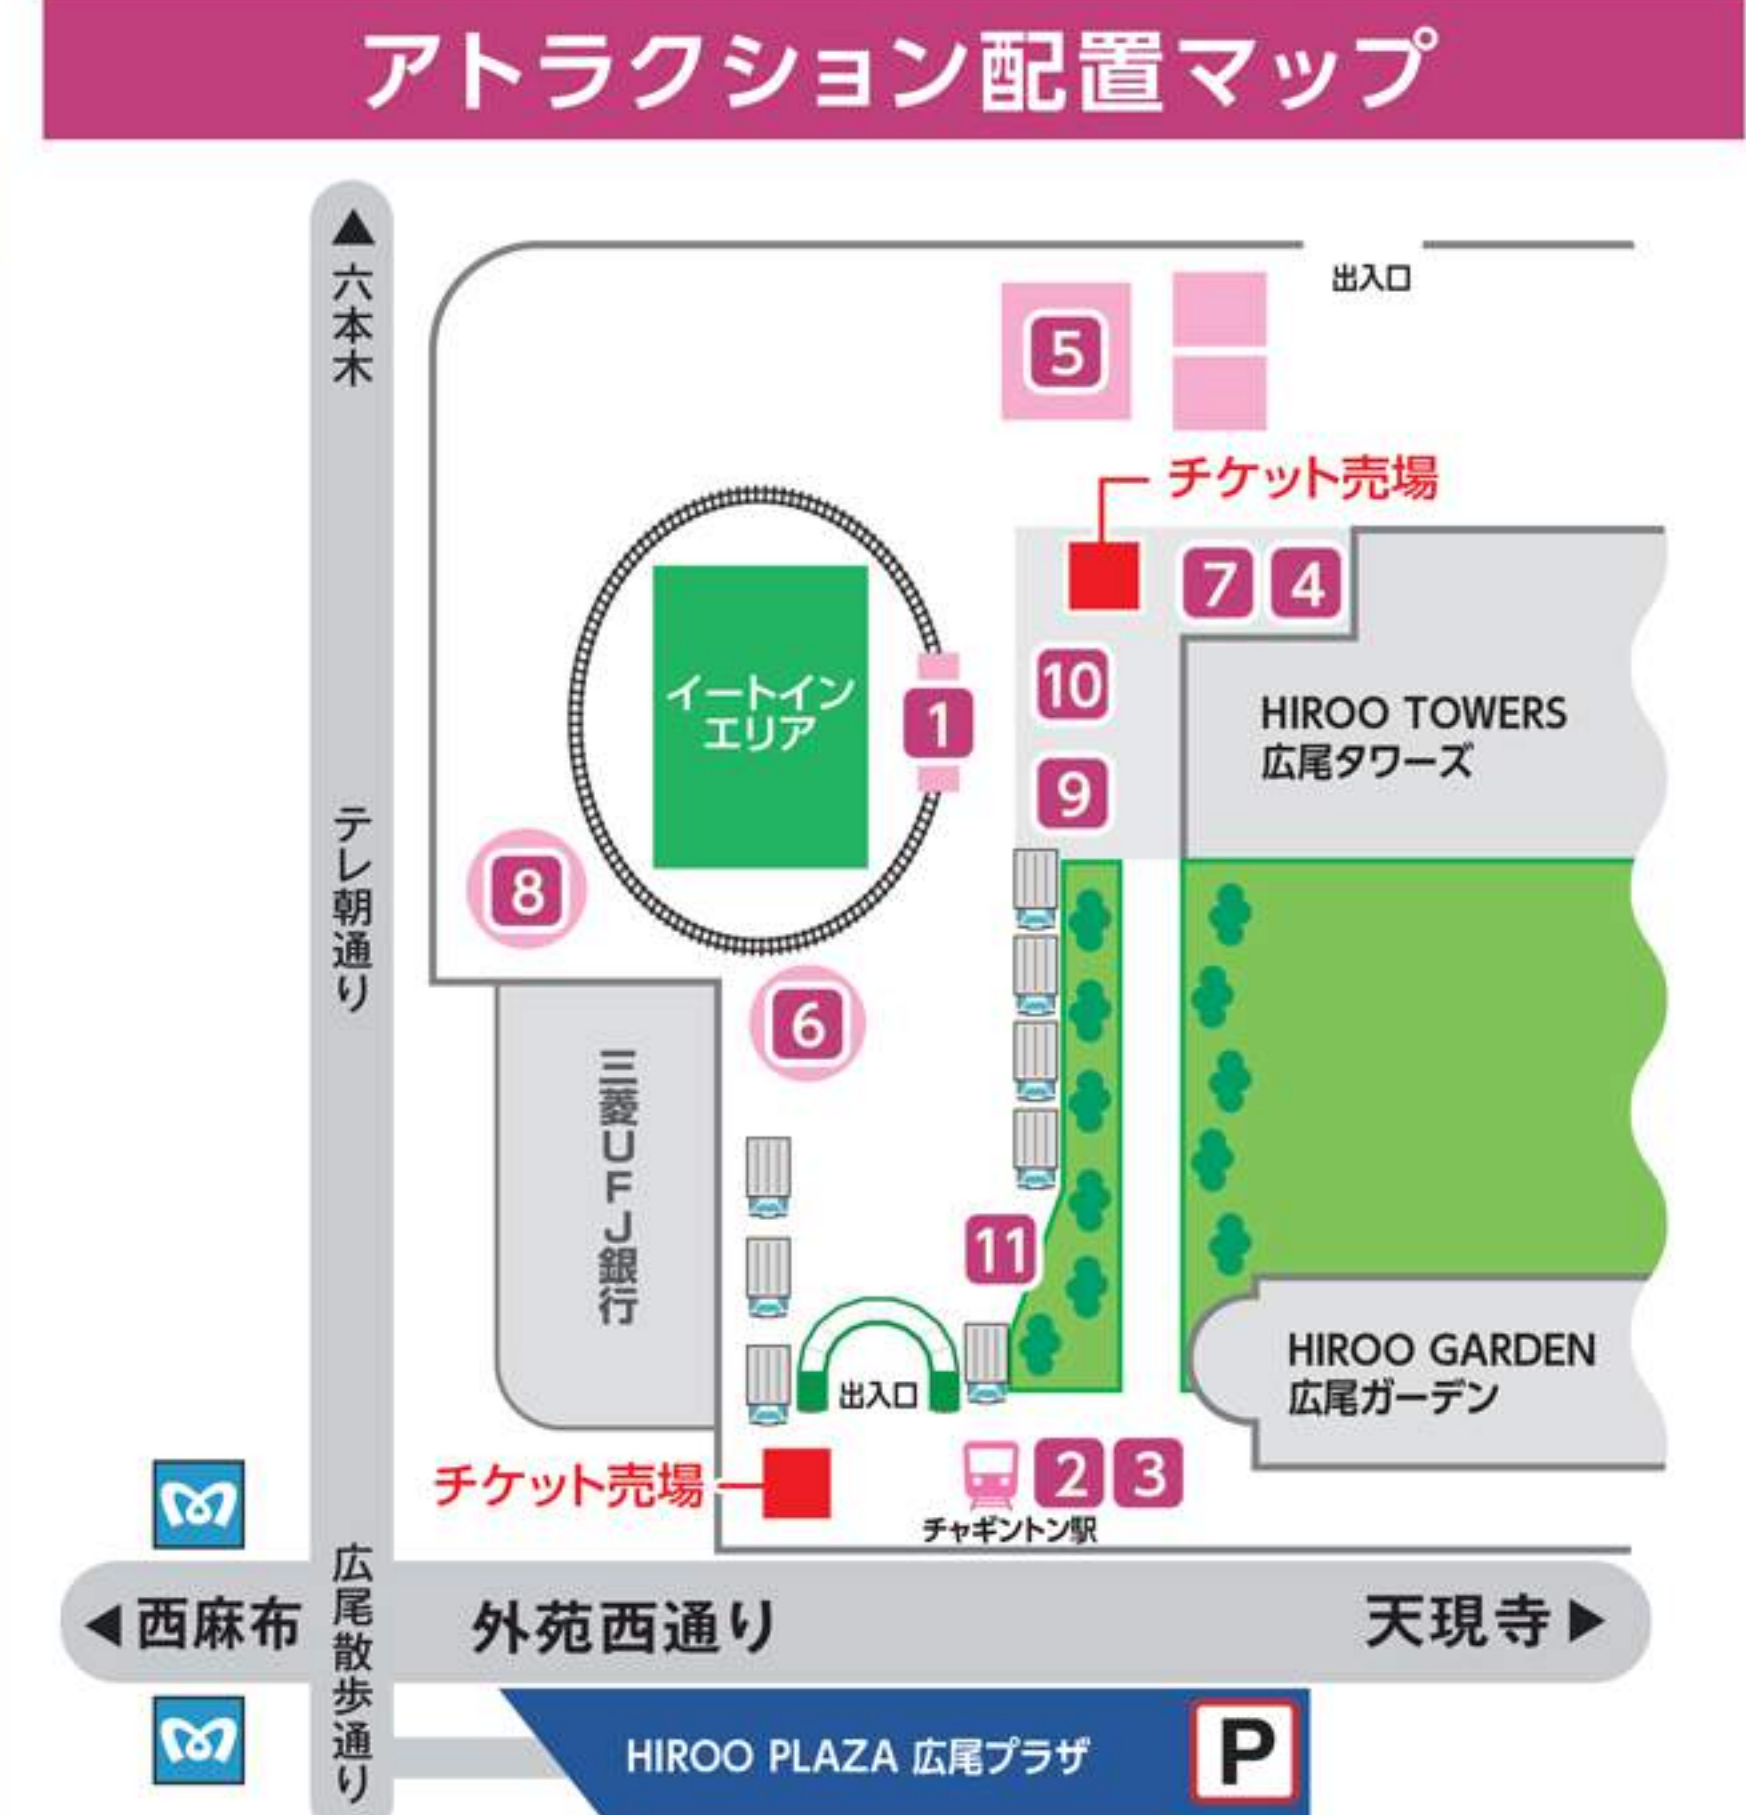 アトラクション配置マップ
▲六本木
出入口
5
チケット売場
7 4
10
イートイン
エリア
1
HIROO TOWERS
広尾タワーズ
9
テレ朝通り
8
6
三菱UFJ銀行
11
HIROO GARDEN
広尾ガーデン
出入口
チケット売場
2 3
チャギントン駅
広尾散歩通り
◀西麻布
外苑西通り
天現寺▶
HIROO PLAZA 広尾プラザ
P